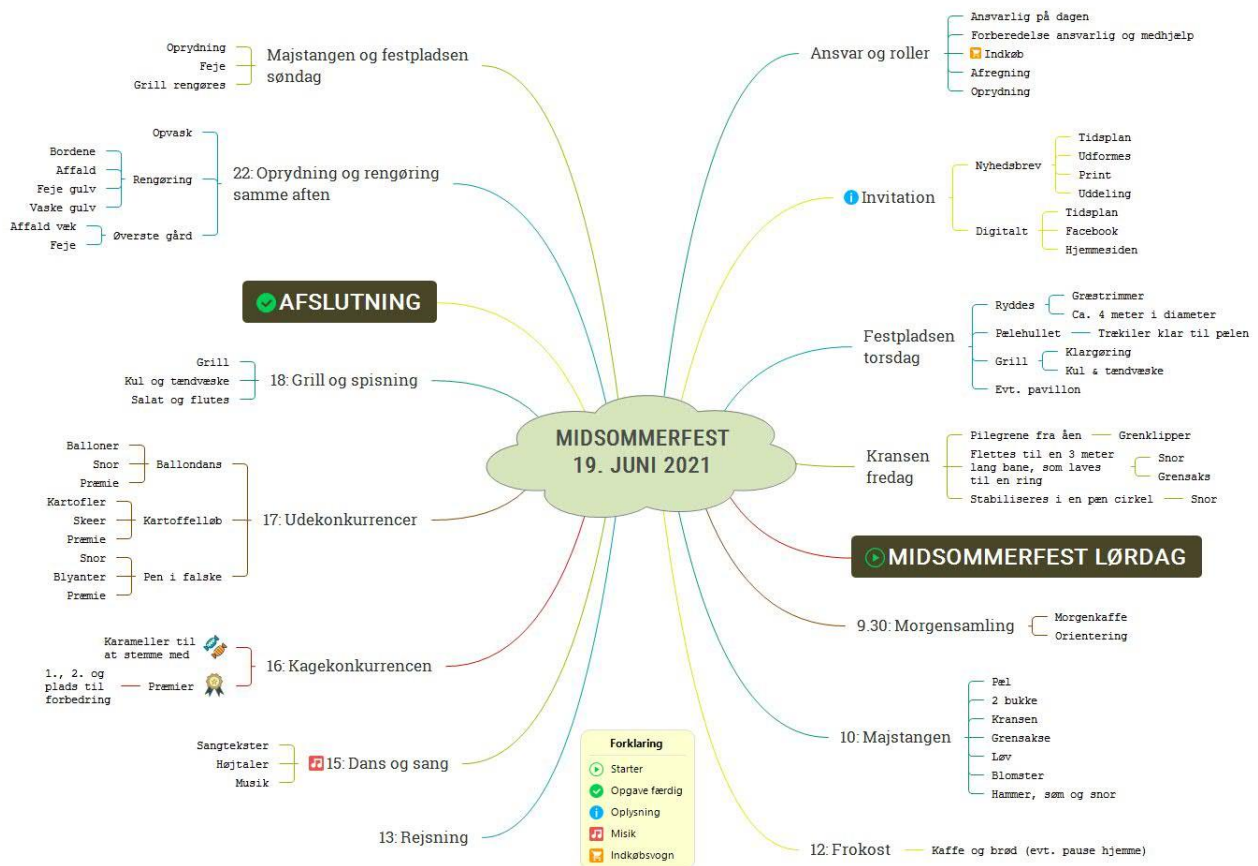 MIDSOMMERFEST
19. JUNI 2021
Ansvar og roller
Ansvarlig på dagen
Forberedelse ansvarlig og medhjælp
Indkøb
Afregning
Oprydning
Invitation
Nyhedsbrev
Tidsplan
Udformes
Print
Uddeling
Digitalt
Tidsplan
Facebook
Hjemmesiden
Festpladsen
torsdag
Ryddes
Græstrimmer
Ca. 4 meter i diameter
Pælehullet
Trækiler klar til pælen
Grill
Klargøring
Kul & tændvæske
Evt. pavillon
Kransen
fredag
Pilegrene fra åen
Grenklipper
Flettes til en 3 meter
lang bane, som laves
til en ring
Snor
Grensaks
Stabiliseres i en pæn cirkel
Snor
MIDSOMMERFEST LØRDAG
9.30: Morgensamling
Morgenkaffe
Orientering
10: Majstangen
Pæl
2 bukke
Kransen
Grensakse
Løv
Blomster
Hammer, søm og snor
12: Frokost
Kaffe og brød (evt. pause hjemme)
13: Rejsning
15: Dans og sang
Sangtekster
Højtaler
Musik
16: Kagekonkurrencen
Karameller til
at stemme med
Præmier
1., 2. og
plads til
forbedring
17: Udekonkurrencer
Ballondans
Balloner
Snor
Præmie
Kartoffelløb
Kartofler
Skeer
Præmie
Pen i falske
Snor
Blyanter
Præmie
18: Grill og spisning
Grill
Kul og tændvæske
Salat og flutes
AFSLUTNING
22: Oprydning og rengøring
samme aften
Opvask
Rengøring
Bordene
Affald
Feje gulv
Vaske gulv
Øverste gård
Affald væk
Feje
Majstangen og festpladsen
søndag
Oprydning
Feje
Grill rengøres
Forklaring
Starter
Opgave færdig
Oplysning
Misik
Indkøbsvogn